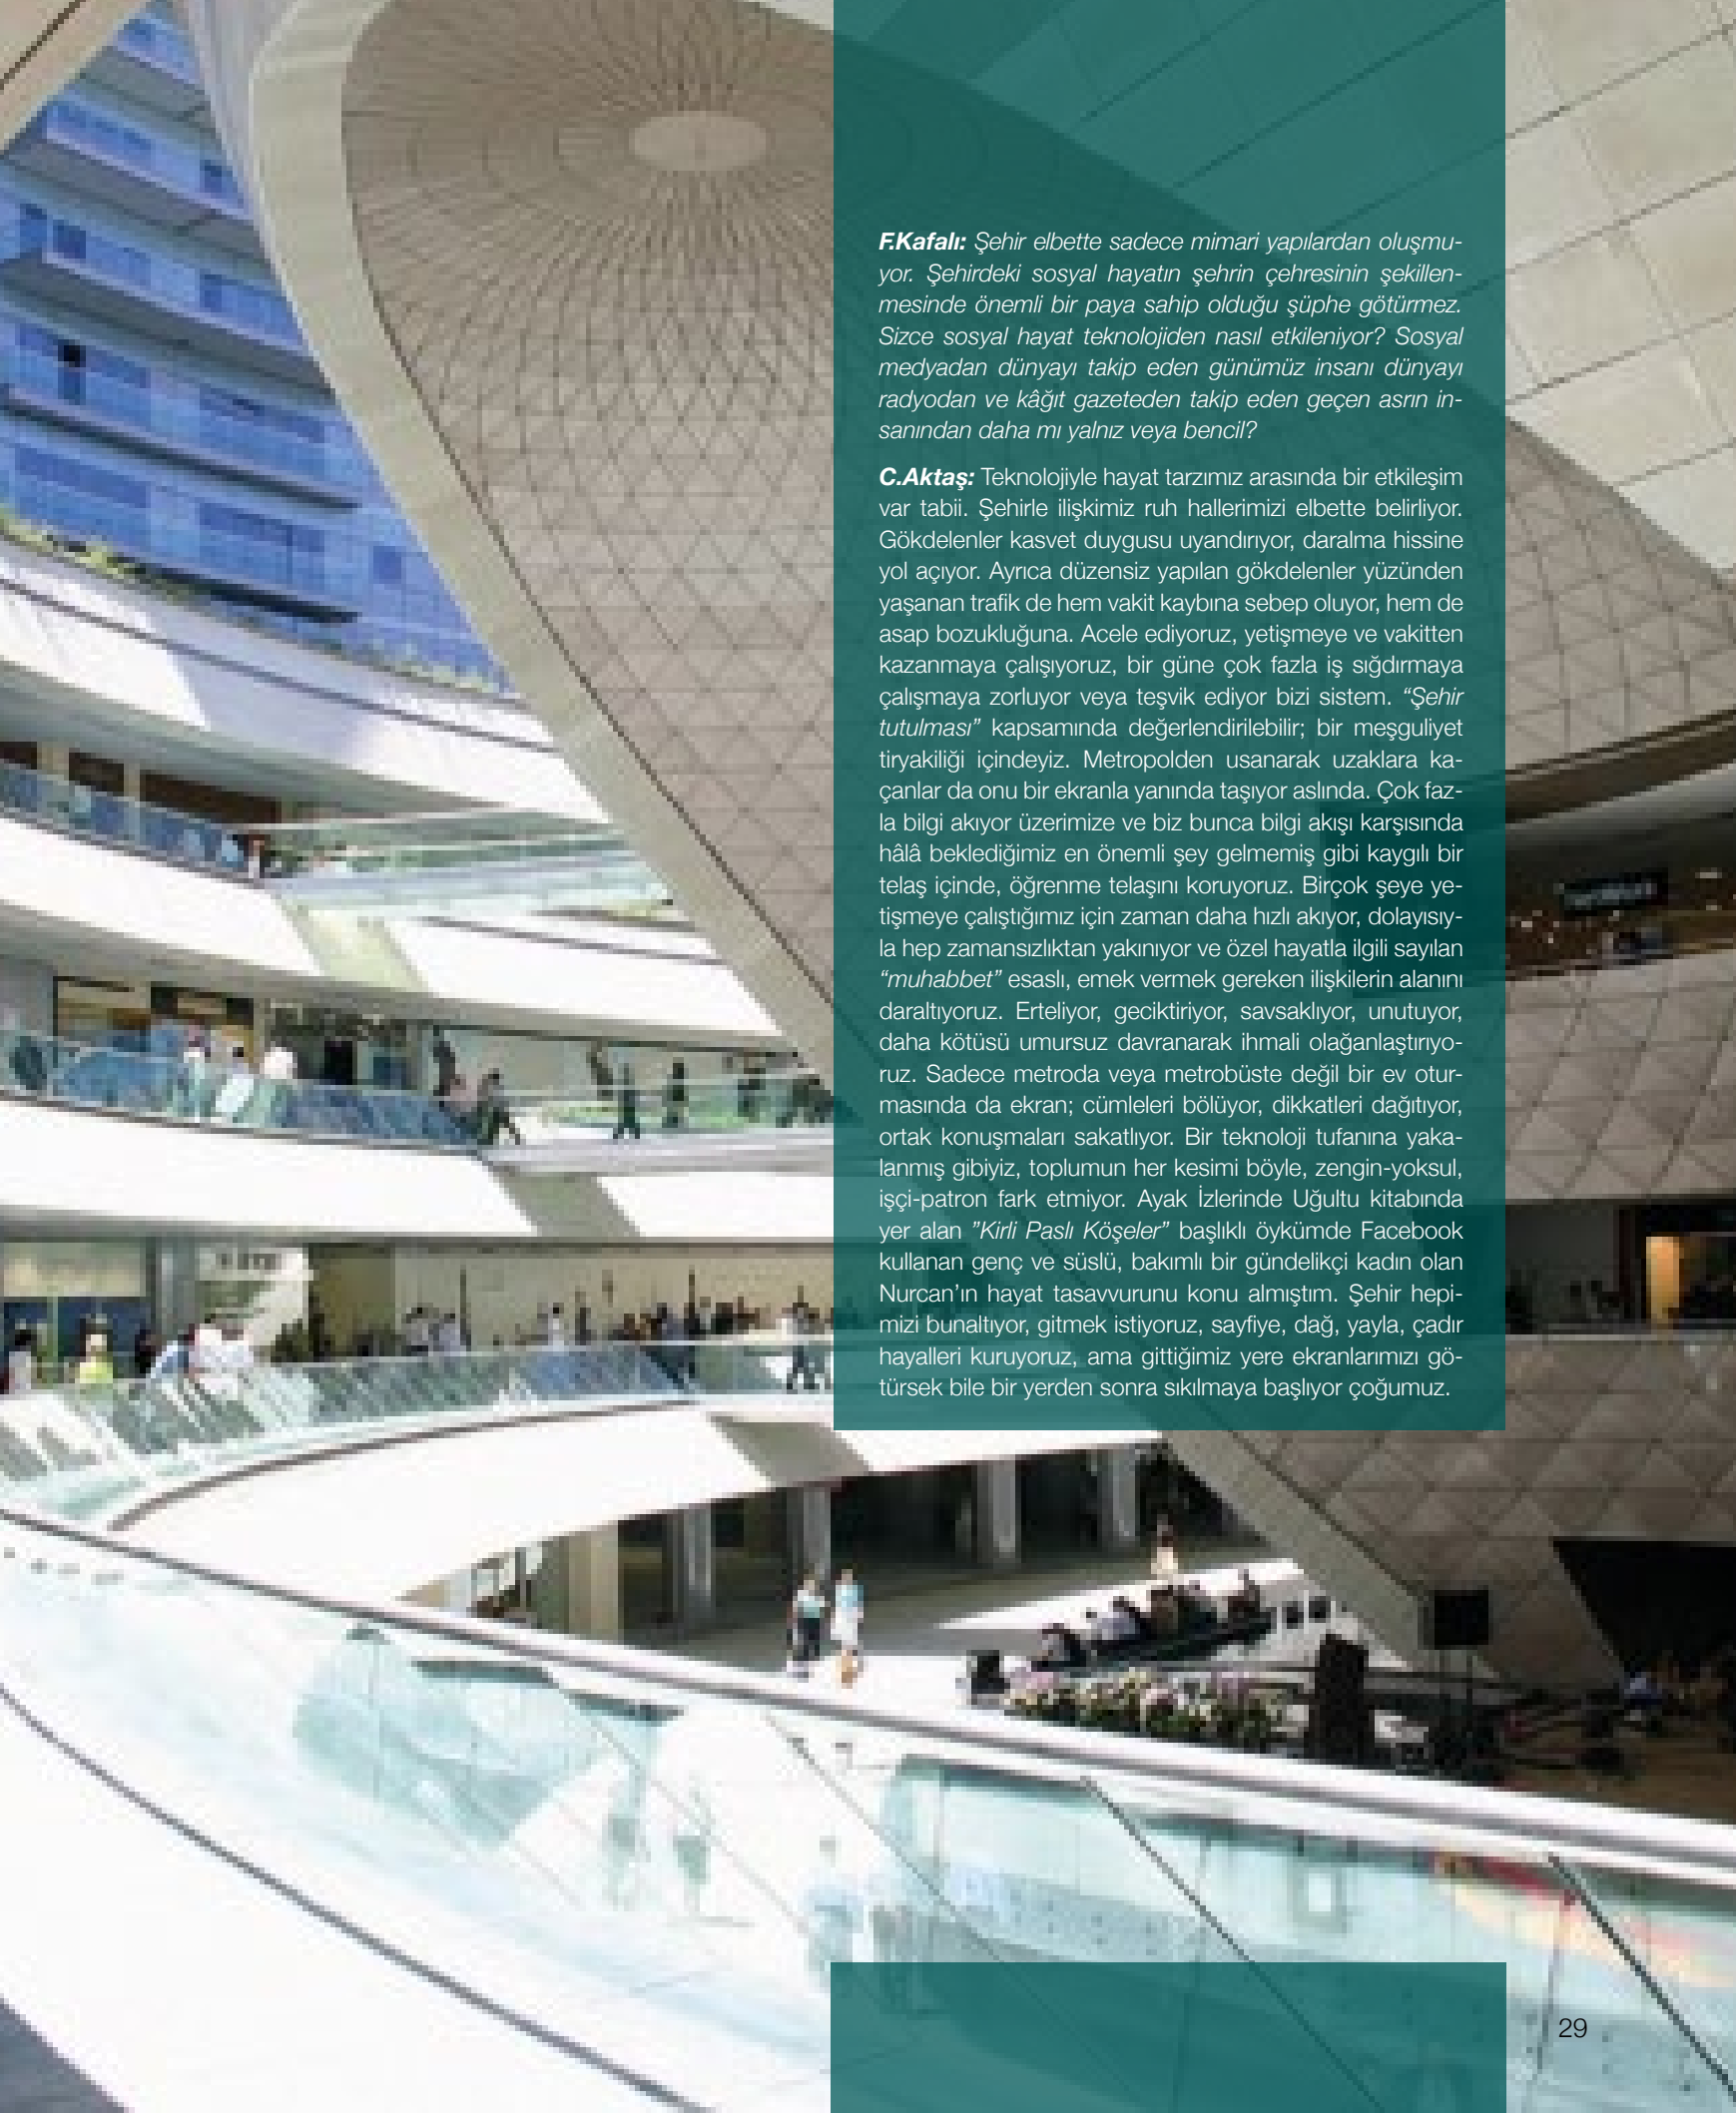 F.Kafalı: Şehir elbette sadece mimari yapılardan oluşmu-
yor. Şehirdeki sosyal hayatın şehrin çehresinin şekillen-
mesinde önemli bir paya sahip olduğu şüphe götürmez.
Sizce sosyal hayat teknolojiden nasıl etkileniyor? Sosyal
medyadan dünyayı takip eden günümüz insanı dünyayı
radyodan ve kâğıt gazeteden takip eden geçen asrın in-
sanından daha mı yalnız veya bencil?
C.Aktaş: Teknolojiyle hayat tarzımız arasında bir etkileşim
var tabii. Şehirle ilişkimiz ruh hallerimizi elbette belirliyor.
Gökdelenler kasvet duygusu uyandırıyor, daralma hissine
yol açıyor. Ayrıca düzensiz yapılan gökdelenler yüzünden
yaşanan trafik de hem vakit kaybına sebep oluyor, hem de
asap bozukluğuna. Acele ediyoruz, yetişmeye ve vakitten
kazanmaya çalışıyoruz, bir güne çok fazla iş sığdırmaya
çalışmaya zorluyor veya teşvik ediyor bizi sistem. “Şehir
tutulması” kapsamında değerlendirilebilir; bir meşguliyet
tiryakiliği içindeyiz. Metropolden usanarak uzaklara ka-
çanlar da onu bir ekranla yanında taşıyor aslında. Çok faz-
la bilgi akıyor üzerimize ve biz bunca bilgi akışı karşısında
hâlâ beklediğimiz en önemli şey gelmemiş gibi kaygılı bir
telaş içinde, öğrenme telaşını koruyoruz. Birçok şeye ye-
tişmeye çalıştığımız için zaman daha hızlı akıyor, dolayısıy-
la hep zamansızlıktan yakınıyor ve özel hayatla ilgili sayılan
“muhabbet” esaslı, emek vermek gereken ilişkilerin alanını
daraltıyoruz. Erteliyor, geciktiriyor, savsaklıyor, unutuyor,
daha kötüsü umursuz davranarak ihmali olağanlaştırıyo-
ruz. Sadece metroda veya metrobüste değil bir ev otur-
masında da ekran; cümleleri bölüyor, dikkatleri dağıtıyor,
ortak konuşmaları sakatlıyor. Bir teknoloji tufanına yaka-
lanmış gibiyiz, toplumun her kesimi böyle, zengin-yoksul,
işçi-patron fark etmiyor. Ayak İzlerinde Uğultu kitabında
yer alan ”Kirli Paslı Köşeler” başlıklı öykümde Facebook
kullanan genç ve süslü, bakımlı bir gündelikçi kadın olan
Nurcan’ın hayat tasavvurunu konu almıştım. Şehir hepi-
mizi bunaltıyor, gitmek istiyoruz, sayfiye, dağ, yayla, çadır
hayalleri kuruyoruz, ama gittiğimiz yere ekranlarımızı gö-
türsek bile bir yerden sonra sıkılmaya başlıyor çoğumuz.
29